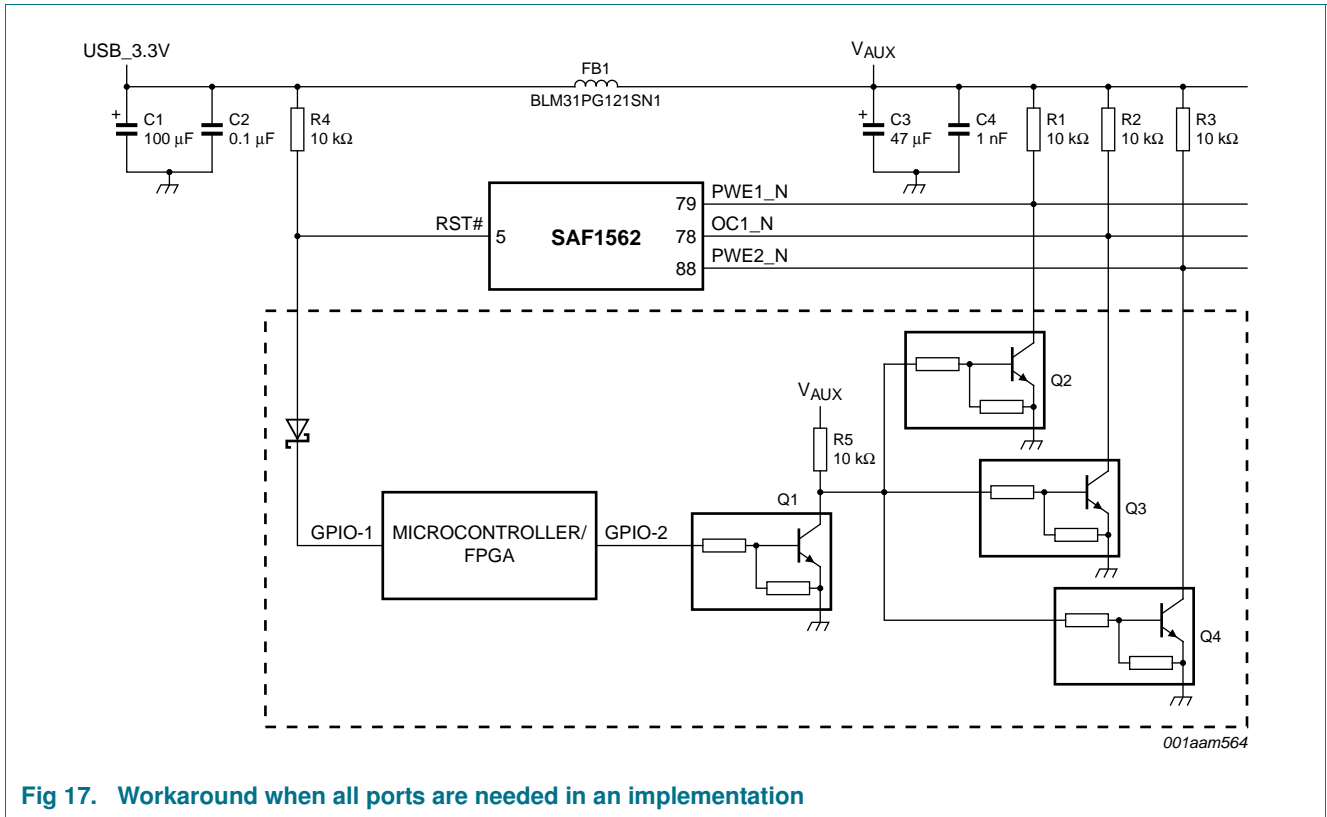 USB_3.3V
VAUX
FB1
BLM31PG121SN1
+
C1
100 μF
C2
0.1 μF
R4
10 kΩ
+
C3
47 μF
C4
1 nF
R1
10 kΩ
R2
10 kΩ
R3
10 kΩ
RST#
5
SAF1562
79
PWE1_N
78
OC1_N
88
PWE2_N
VAUX
R5
10 kΩ
Q2
Q1
Q3
GPIO-1
MICROCONTROLLER/
FPGA
GPIO-2
Q4
001aam564
Fig 17. Workaround when all ports are needed in an implementation